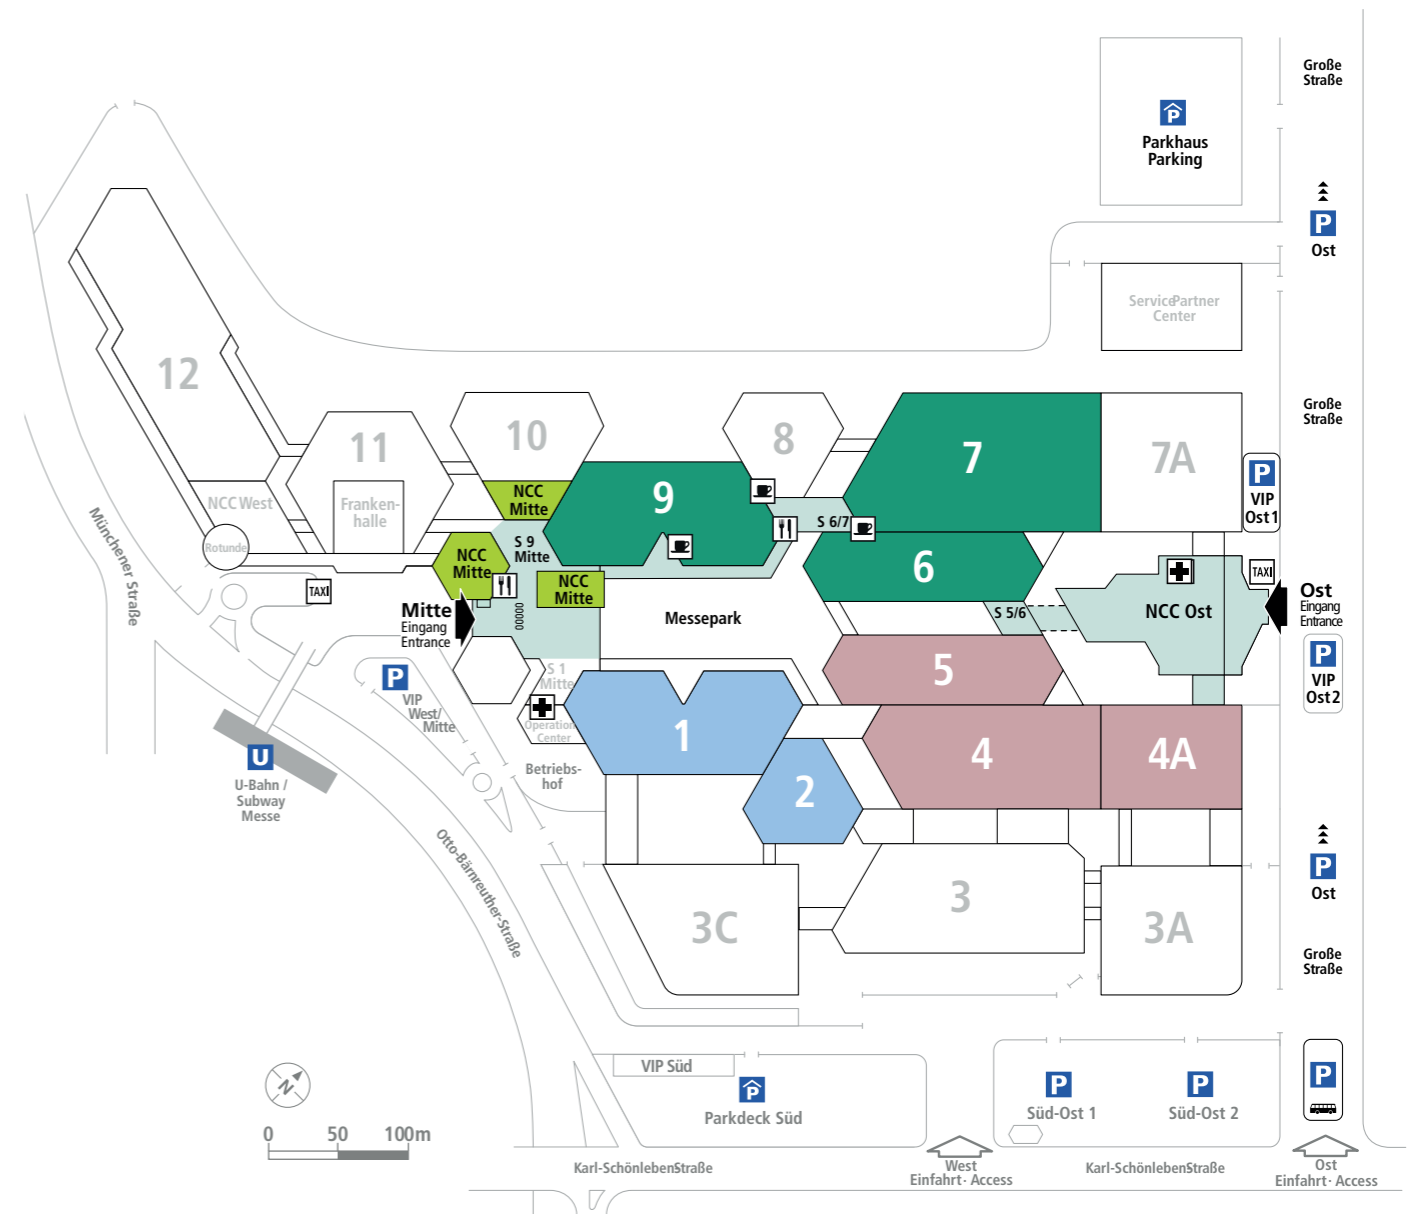 Große
Straße
P
Parkhaus
Parking
P
Ost
ServicePartner
Center
12
11
10
8
7
7A
Große
Straße
P
VIP
Ost1
NCC West
Franken-
halle
Rotunde
NCC
Mitte
9
S 6/7
S 9
Mitte
NCC
Mitte
NCC
Mitte
6
TAXI
TAXI
Mitte
Eingang
Entrance
00000
Messepark
S 5/6
NCC Ost
Ost
Eingang
Entrance
P
VIP
Ost2
Münchener Straße
P
VIP
West/
Mitte
S 1
Mitte
Operation
Center
Betriebs-
hof
5
1
2
4
4A
U
U-Bahn /
Subway
Messe
Otto-Bärnreuther-Straße
P
Ost
3C
3
3A
Große
Straße
N
0 50 100m
VIP Süd
P
Parkdeck Süd
P
Süd-Ost 1
P
Süd-Ost 2
P
Karl-SchönlebenStraße
West
Einfahrt · Access
Karl-SchönlebenStraße
Ost
Einfahrt · Access